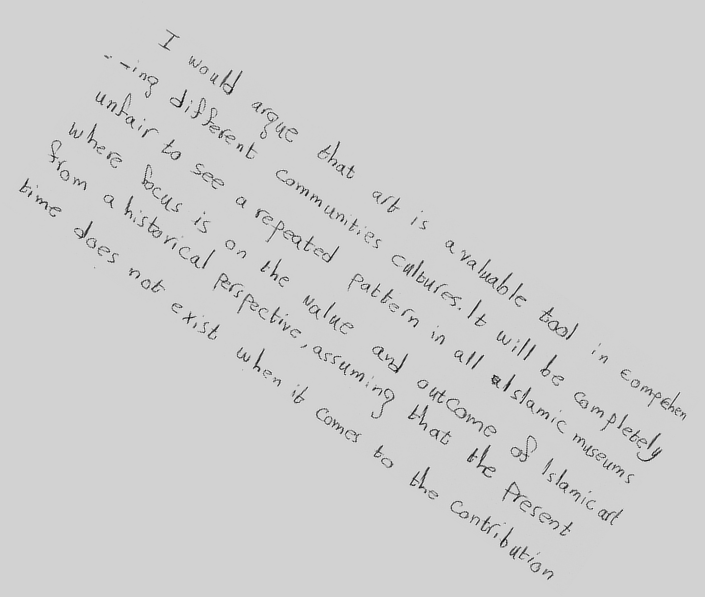 I would argue that art is a valuable tool in compehen
--ing different communities cultures. It will be completely
unfair to see a repeated pattern in all Islamic museums
where focus is on the value and outcome of Islamic art
from a historical perspective, assuming that the present
time does not exist when it comes to the contribution